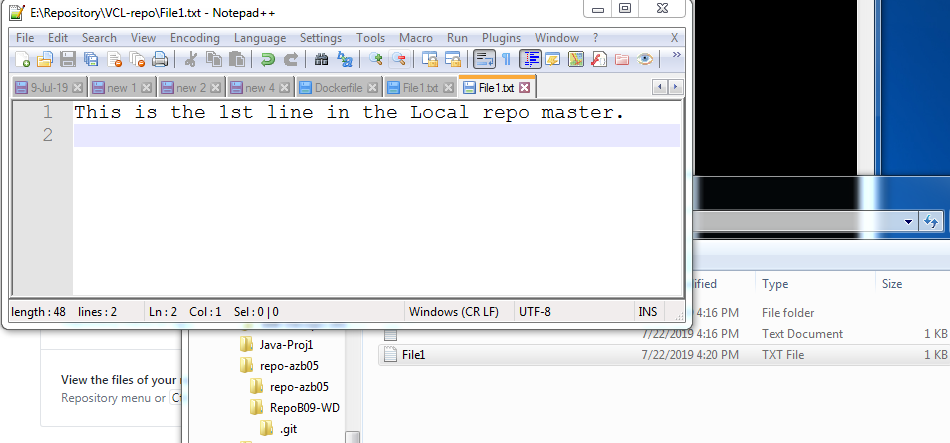 E:\Repository\VCL-repo\File1.txt - Notepad++
File Edit Search View Encoding Language Settings Tools Macro Run Plugins Window ? X
9-Jul-19 new 1 new 2 new 4 Dockerfile File1.txt File1.txt
1 This is the 1st line in the Local repo master.
2
length : 48 lines : 2 Ln : 2 Col : 1 Sel : 0 | 0 Windows (CR LF) UTF-8 INS
Type Size
4:16 PM File folder
7/22/2019 4:16 PM Text Document 1 KB
File1 7/22/2019 4:20 PM TXT File 1 KB
Java-Proj1
repo-azb05
repo-azb05
RepoB09-WD
.git
View the files of your
Repository menu or